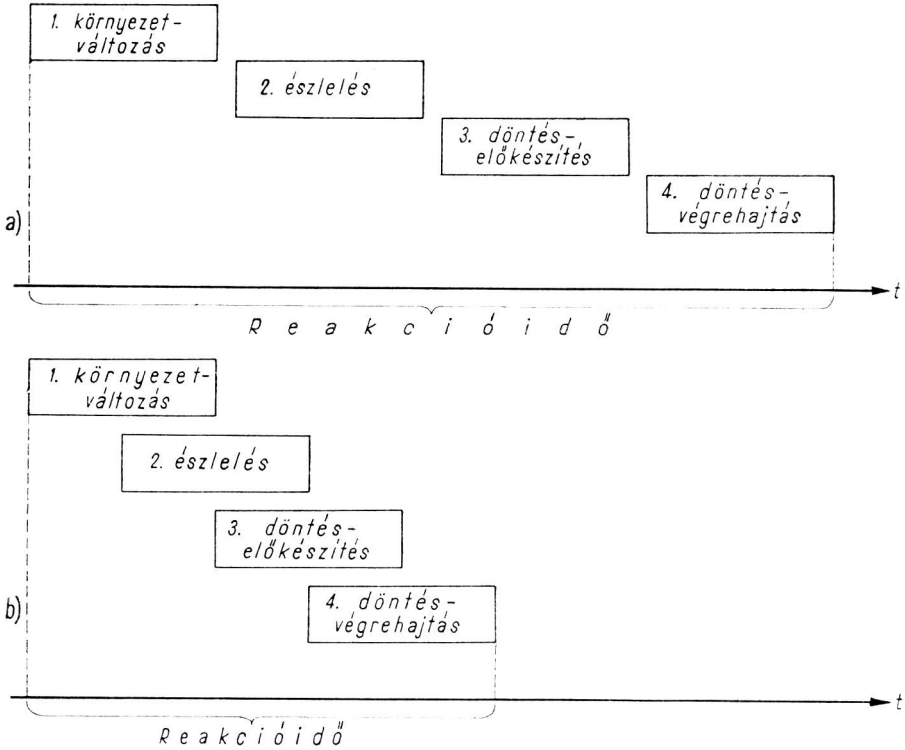 1. környezet-
változás
2. észlelés
3. döntés-
előkészítés
4. döntés-
végrehajtás
a)
t
Reakcióidő
1. környezet-
változás
2. észlelés
3. döntés-
előkészítés
4. döntés-
végrehajtás
b)
t
Reakcióidő